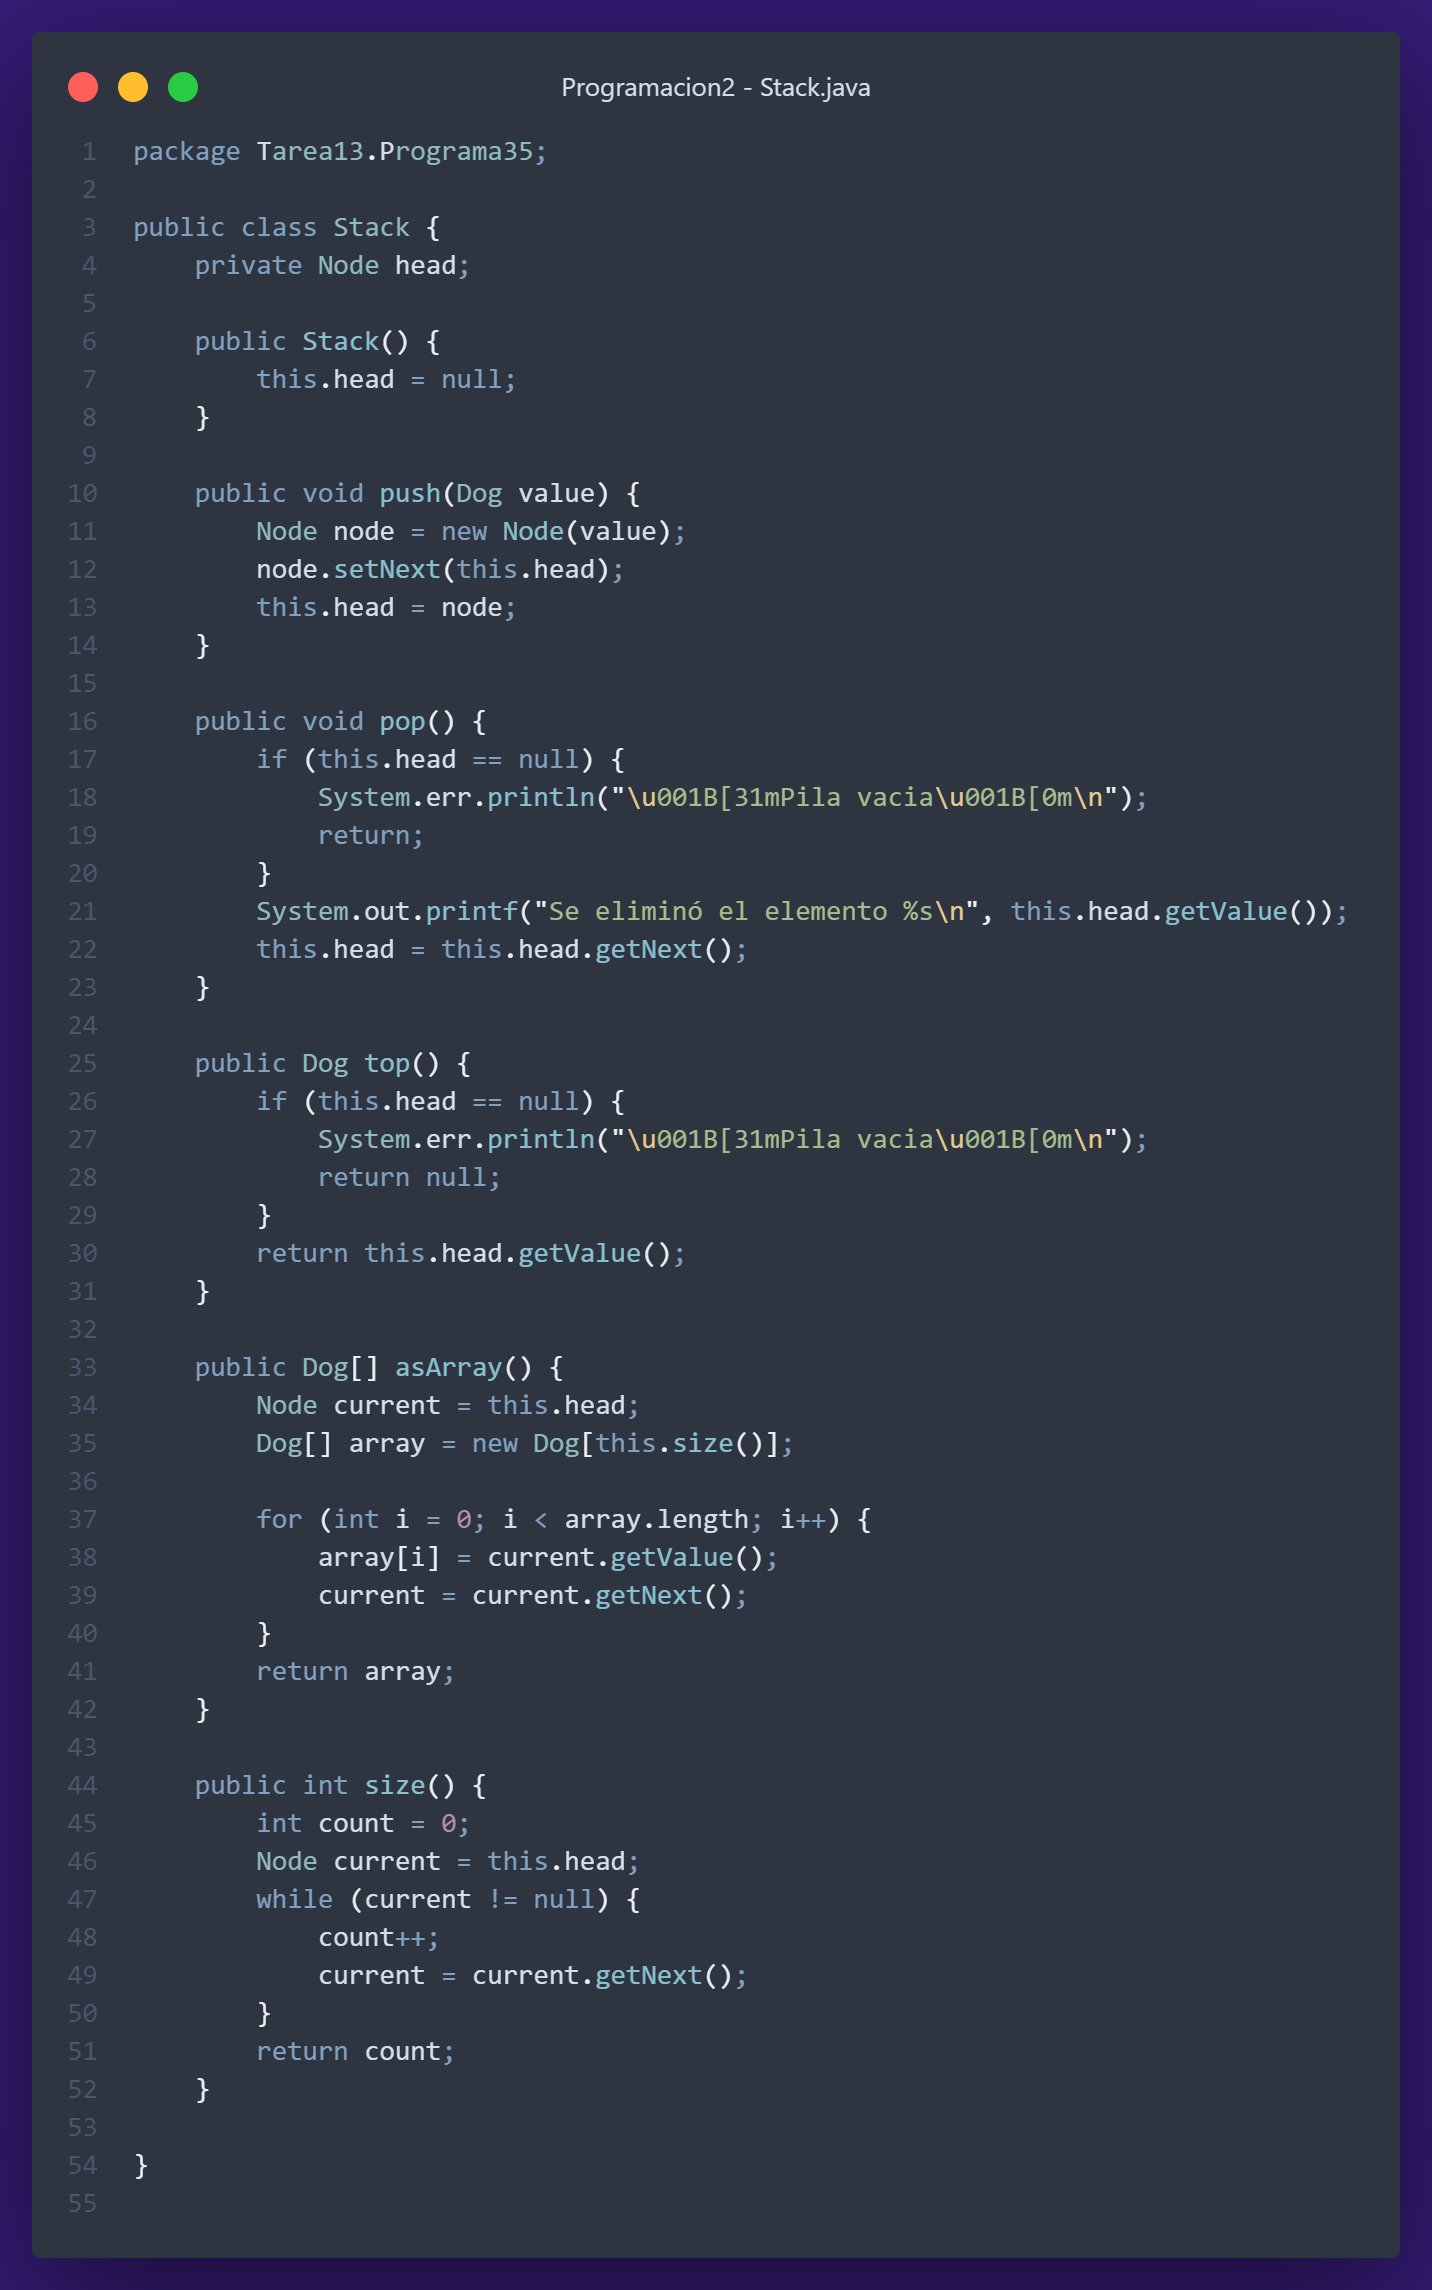 Programacion2 - Stack.java
1 package Tarea13.Programa35;
2
3 public class Stack {
4     private Node head;
5
6     public Stack() {
7         this.head = null;
8     }
9
10     public void push(Dog value) {
11         Node node = new Node(value);
12         node.setNext(this.head);
13         this.head = node;
14     }
15
16     public void pop() {
17         if (this.head == null) {
18             System.err.println("\u001B[31mPila vacia\u001B[0m\n");
19             return;
20         }
21         System.out.printf("Se eliminó el elemento %s\n", this.head.getValue());
22         this.head = this.head.getNext();
23     }
24
25     public Dog top() {
26         if (this.head == null) {
27             System.err.println("\u001B[31mPila vacia\u001B[0m\n");
28             return null;
29         }
30         return this.head.getValue();
31     }
32
33     public Dog[] asArray() {
34         Node current = this.head;
35         Dog[] array = new Dog[this.size()];
36
37         for (int i = 0; i < array.length; i++) {
38             array[i] = current.getValue();
39             current = current.getNext();
40         }
41         return array;
42     }
43
44     public int size() {
45         int count = 0;
46         Node current = this.head;
47         while (current != null) {
48             count++;
49             current = current.getNext();
50         }
51         return count;
52     }
53
54 }
55